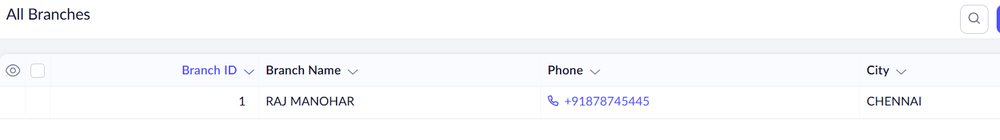 All Branches
Branch ID Branch Name Phone City
1 RAJ MANOHAR +91878745445 CHENNAI